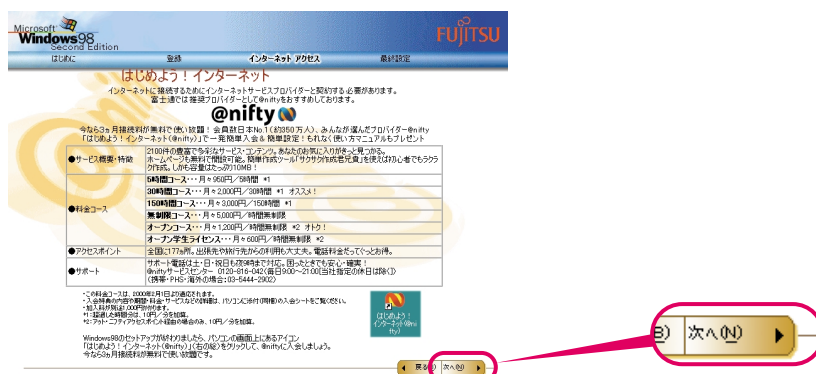 Microsoft
Windows98
Second Edition
FUJITSU
はじめに 登録 インターネット アクセス 最終設定
はじめよう！インターネット
インターネットに接続するためにインターネットサービスプロバイダーと契約する必要があります。
富士通では推奨プロバイダーとして@niftyをおすすめしております。
@nifty
今なら3ヵ月接続料が無料で使い放題！会員数日本No.1(約350万人)、みんなが選んだプロバイダー@nifty
「はじめよう！インターネット(@nifty)」で一発簡単入会＆簡単設定！もれなく使い方マニュアルもプレゼント
●サービス概要・特徴
2100件の豊富で多彩なサービス・コンテンツ。あなたのお気に入りがきっと見つかる。
ホームページも無料で開設可能。簡単作成ツール「サクサク作成君兄貴」を使えば初心者でもラクラ
ク作成。しかも容量はたっぷり10MB！
●料金コース
5時間コース・・・月々950円／5時間 *1
30時間コース・・・月々2,000円／30時間 *1 オススメ！
150時間コース・・・月々3,000円／150時間 *1
無制限コース・・・月々5,000円／時間無制限
オープンコース・・・月々1,200円／時間無制限 *2 オトク！
オープン学生ライセンス・・・月々600円／時間無制限 *2
●アクセスポイント
全国に177ヵ所。出張先や旅行先からの利用も大丈夫。電話料金だってぐっとお得。
●サポート
サポート電話は土・日・祝日も夜9時まで対応。困ったときでも安心・確実！
@niftyサービスセンター 0120-816-042(毎日9:00～21:00[当社指定の休日は除く])
(携帯・PHS・海外の場合：03-5444-2902)
・この料金コースは、2000年2月1日より適応されます。
・入会特典の内容や期間・料金・サービスなどの詳細は、パソコンに添付(同梱)の入会シートをご覧ください。
・加入料が別途1,000円かかります。
*1：超過した時間分は、10円／分を加算。
*2：アット・ニフティアクセスポイント経由の場合のみ、10円／分を加算。
はじめよう！
インターネット(@ni
fty)
Windows98のセットアップが終わりましたら、パソコンの画面上にあるアイコン
「はじめよう！インターネット(@nifty)」(右の絵)をクリックして、@niftyに入会しましょう。
今なら3ヵ月接続料が無料で使い放題です。
戻る 次へ(N)
B) 次へ(N)